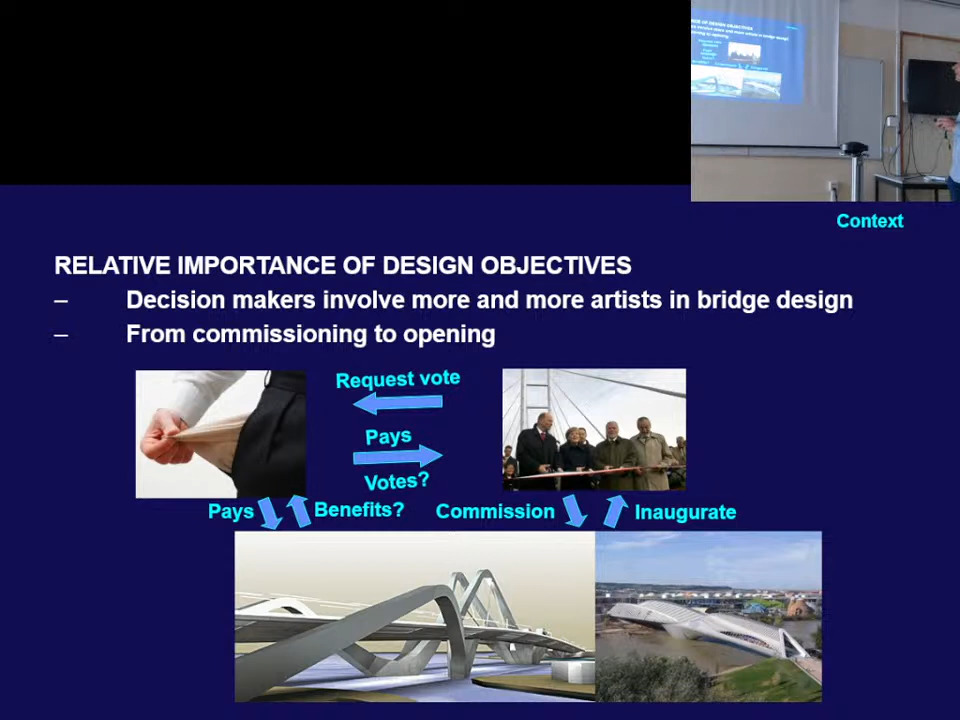 Context
RELATIVE IMPORTANCE OF DESIGN OBJECTIVES
– Decision makers involve more and more artists in bridge design
– From commissioning to opening
Request vote
Pays
Votes?
Pays
Benefits?
Commission
Inaugurate